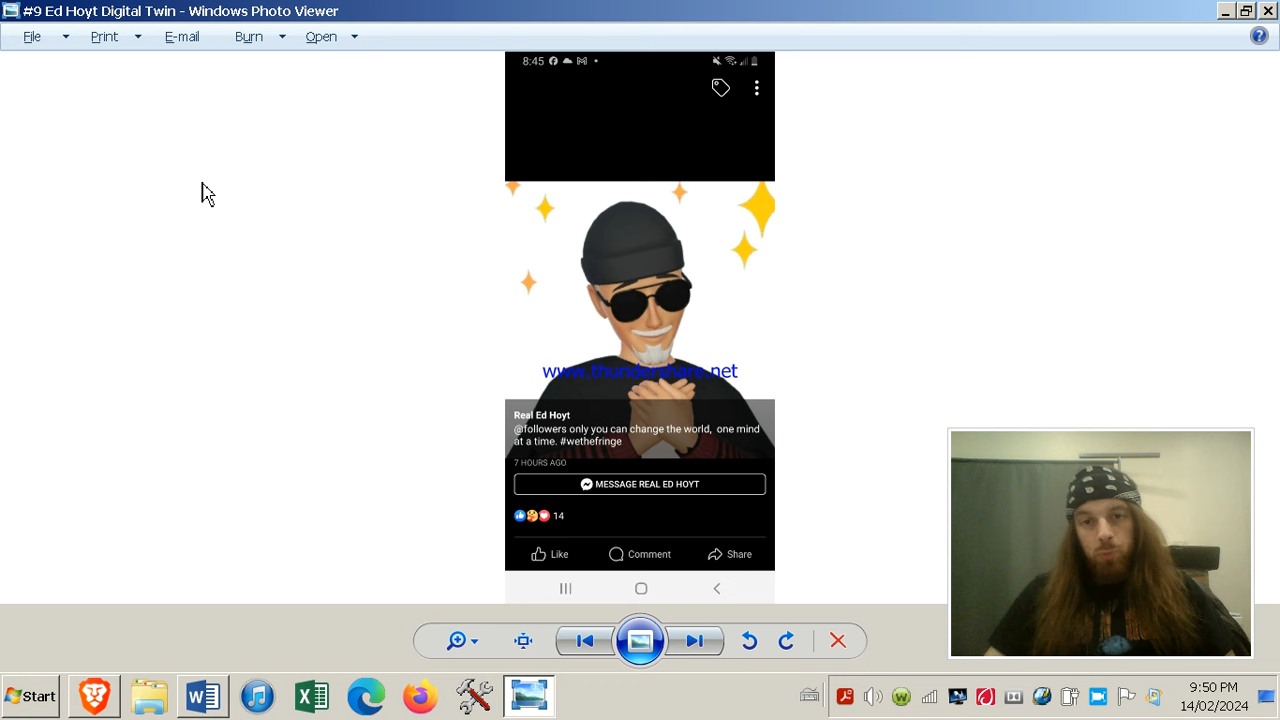 #9 Ed Hoyt Digital Twin - Windows Photo Viewer
File Print E-mail Burn Open
8:45
www.thundershare.net
Real Ed Hoyt
@followers only you can change the world, one mind
at a time. #wethefringe
7 HOURS AGO
MESSAGE REAL ED HOYT
14
Like Comment Share
Start
9:50 PM
14/02/2024